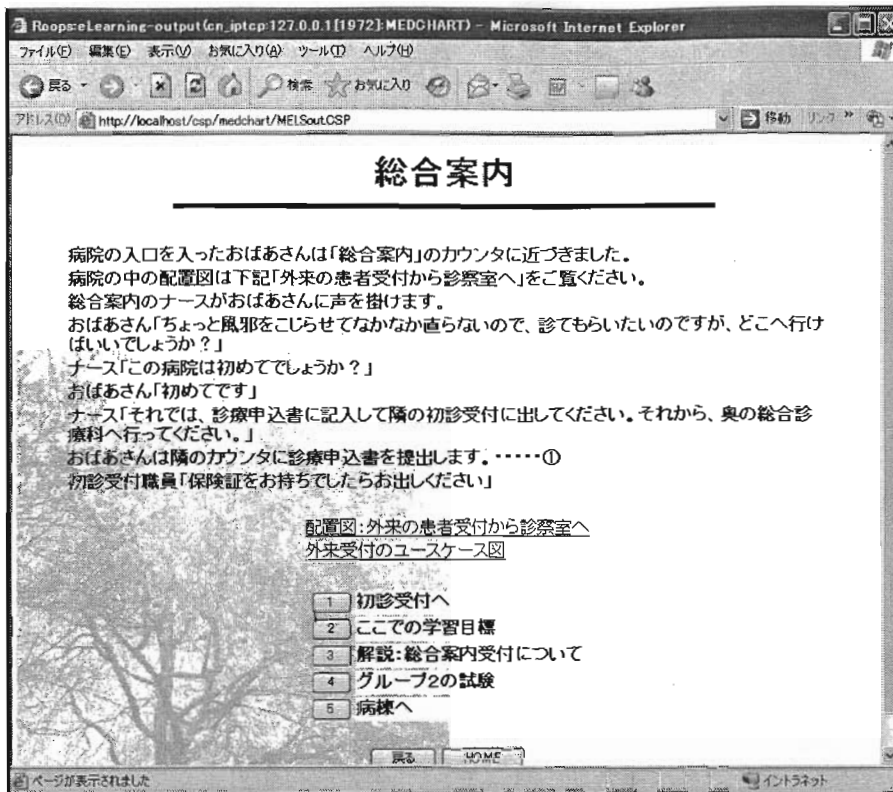 Roops:eLearning-output(cn_iptcp:127.0.0.1[1972]:MEDCHART) - Microsoft Internet Explorer
ファイル(F) 編集(E) 表示(V) お気に入り(A) ツール(T) ヘルプ(H)
戻る 検索 お気に入り
アドレス(D) http://localhost/csp/medchart/MELSout.CSP 移動 リンク »
総合案内
病院の入口を入ったおばあさんは「総合案内」のカウンタに近づきました。
病院の中の配置図は下記「外来の患者受付から診察室へ」をご覧ください。
総合案内のナースがおばあさんに声を掛けます。
おばあさん「ちょっと風邪をこじらせてなかなか直らないので、診てもらいたいのですが、どこへ行け
ばいいでしょうか?」
ナース「この病院は初めてでしょうか?」
おばあさん「初めてです」
ナース「それでは、診療申込書に記入して隣の初診受付に出してください。それから、奥の総合診
療科へ行ってください。」
おばあさんは隣のカウンタに診療申込書を提出します。・・・・・①
初診受付職員「保険証をお持ちでしたらお出しください」
配置図:外来の患者受付から診察室へ
外来受付のユースケース図
1 初診受付へ
2 ここでの学習目標
3 解説:総合案内受付について
4 グループ2の試験
5 病棟へ
戻る HOME
ページが表示されました イントラネット